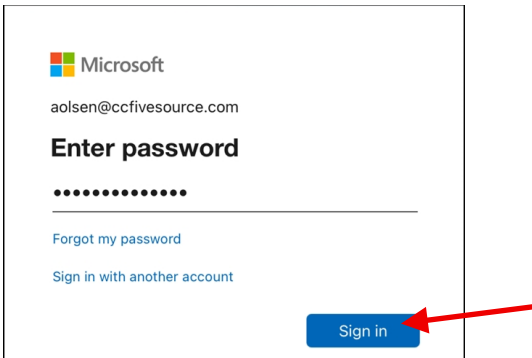 Microsoft
aolsen@ccfivesource.com
Enter password
••••••••••••••
Forgot my password
Sign in with another account
Sign in